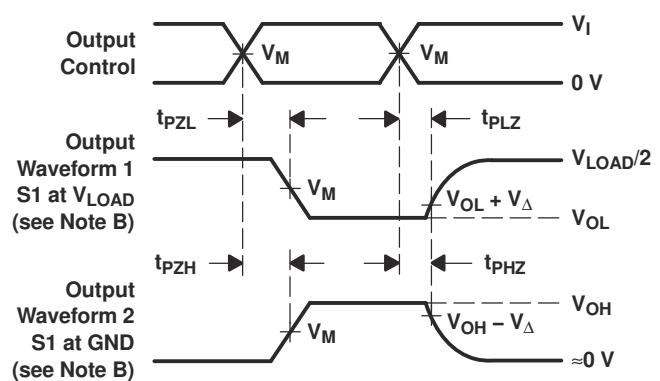 Output
Control
V_M
V_M
V_I
0 V
t_PZL
t_PLZ
Output
Waveform 1
S1 at V_LOAD
(see Note B)
V_M
V_LOAD/2
V_OL + V_Δ
V_OL
t_PZH
t_PHZ
Output
Waveform 2
S1 at GND
(see Note B)
V_M
V_OH
V_OH − V_Δ
≈0 V